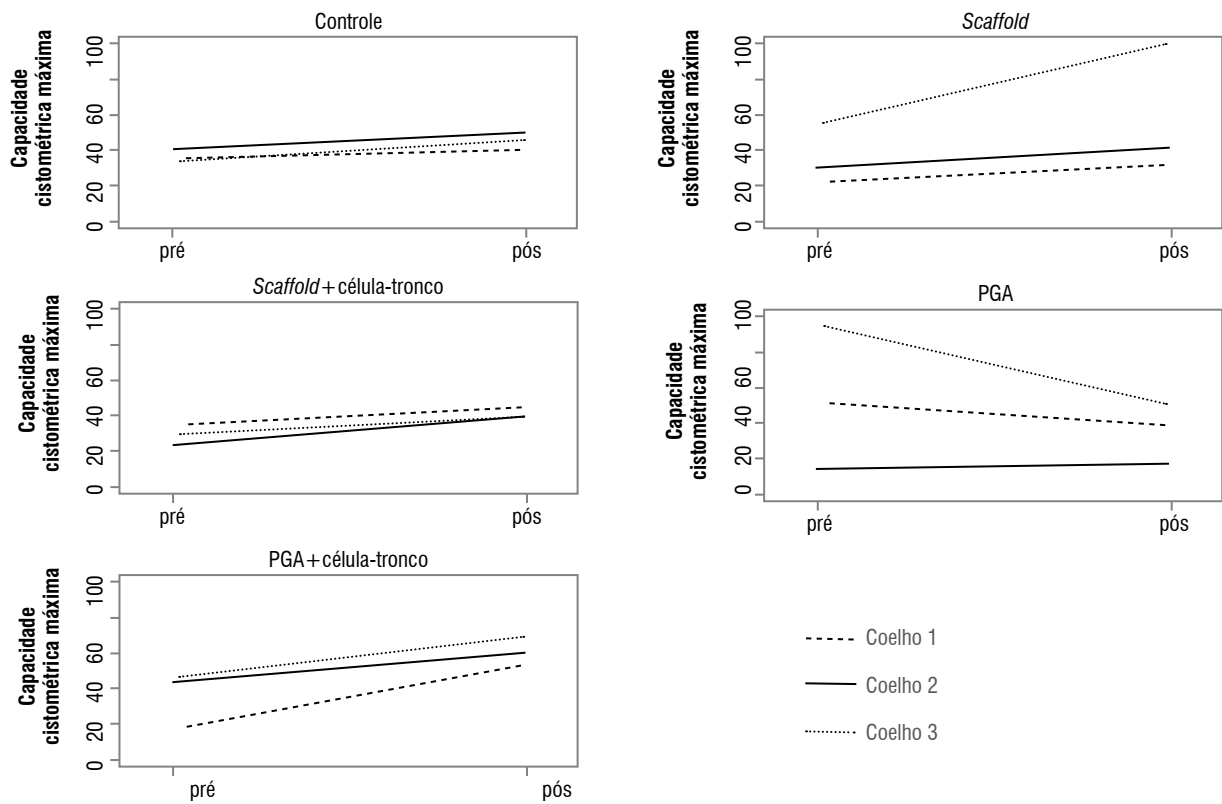 Controle
Capacidade
cistométrica máxima
100
60
40
20
0
pré
pós
Scaffold
Capacidade
cistométrica máxima
100
60
40
20
0
pré
pós
Scaffold+célula-tronco
Capacidade
cistométrica máxima
100
60
40
20
0
pré
pós
PGA
Capacidade
cistométrica máxima
100
60
40
20
0
pré
pós
PGA+célula-tronco
Capacidade
cistométrica máxima
100
60
40
20
0
pré
pós
Coelho 1
Coelho 2
Coelho 3